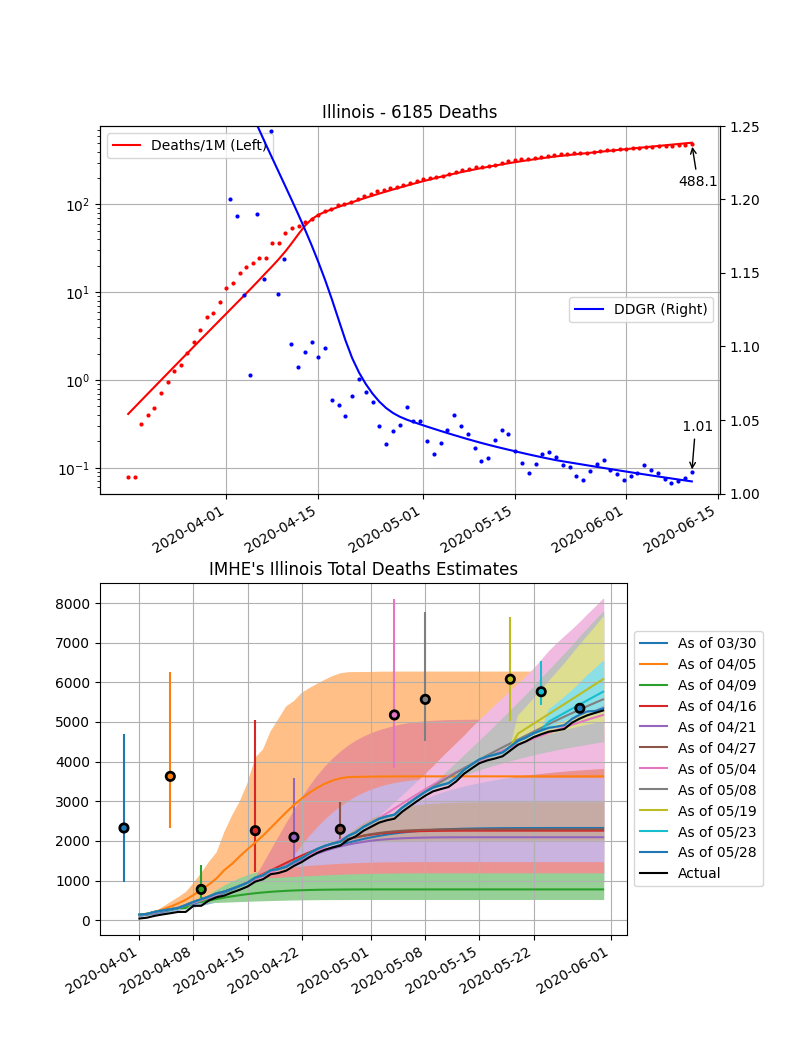 Illinois - 6185 Deaths
Deaths/1M (Left)
DDGR (Right)
488.1
1.01
10²
10¹
10⁰
10⁻¹
1.25
1.20
1.15
1.10
1.05
1.00
2020-04-01
2020-04-15
2020-05-01
2020-05-15
2020-06-01
2020-06-15
IMHE's Illinois Total Deaths Estimates
8000
7000
6000
5000
4000
3000
2000
1000
0
2020-04-01
2020-04-08
2020-04-15
2020-04-22
2020-05-01
2020-05-08
2020-05-15
2020-05-22
2020-06-01
As of 03/30
As of 04/05
As of 04/09
As of 04/16
As of 04/21
As of 04/27
As of 05/04
As of 05/08
As of 05/19
As of 05/23
As of 05/28
Actual